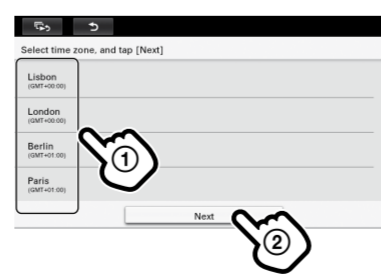 Select time zone, and tap [Next]
Lisbon
(GMT+00:00)
London
(GMT+00:00)
Berlin
(GMT+01:00)
Paris
(GMT+01:00)
①
Next
②